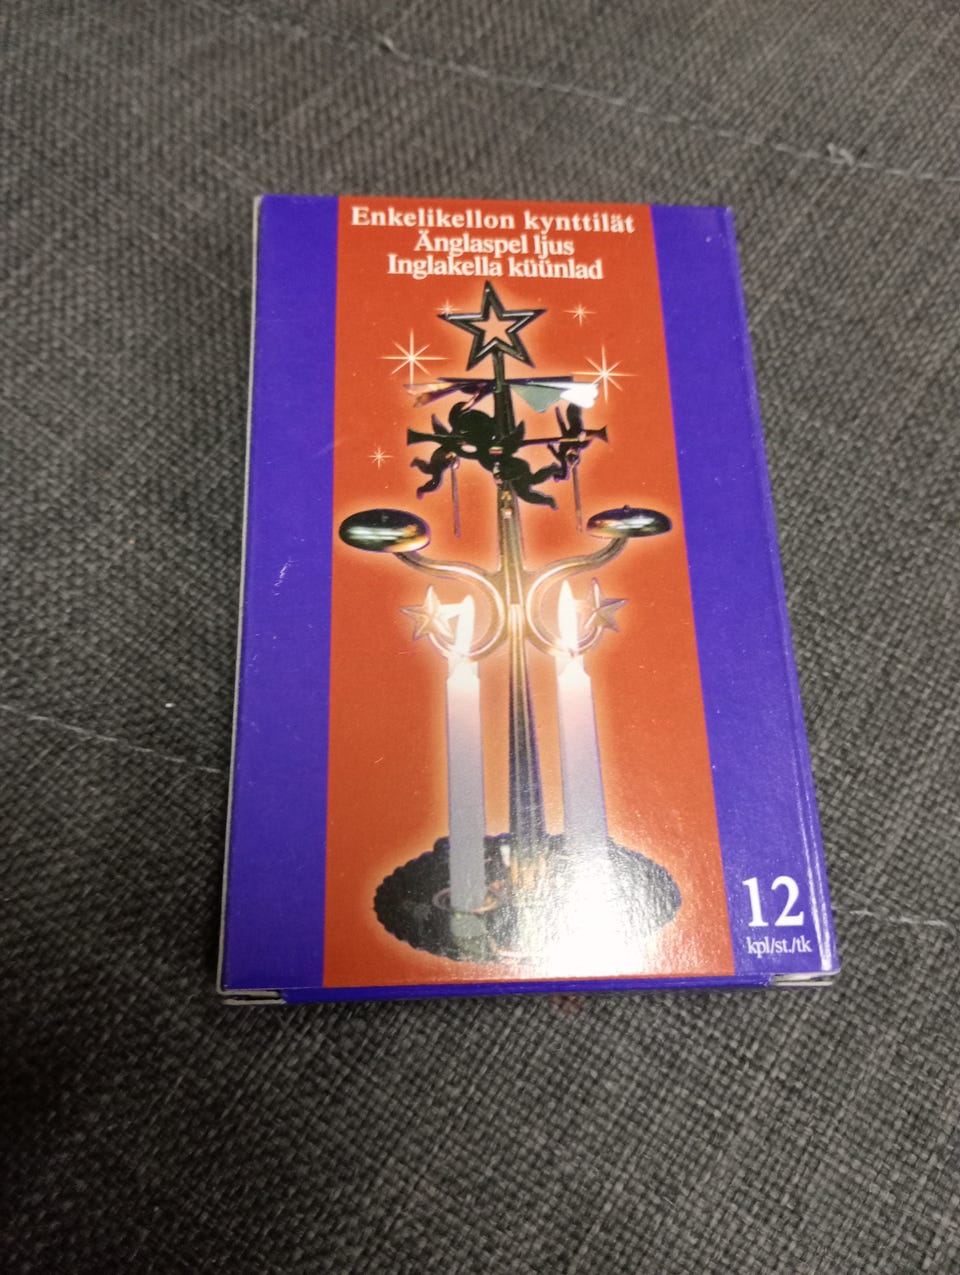 Enkelikellon kynttilät
Änglaspel ljus
Inglakella küünlad
12
kpl/st./tk